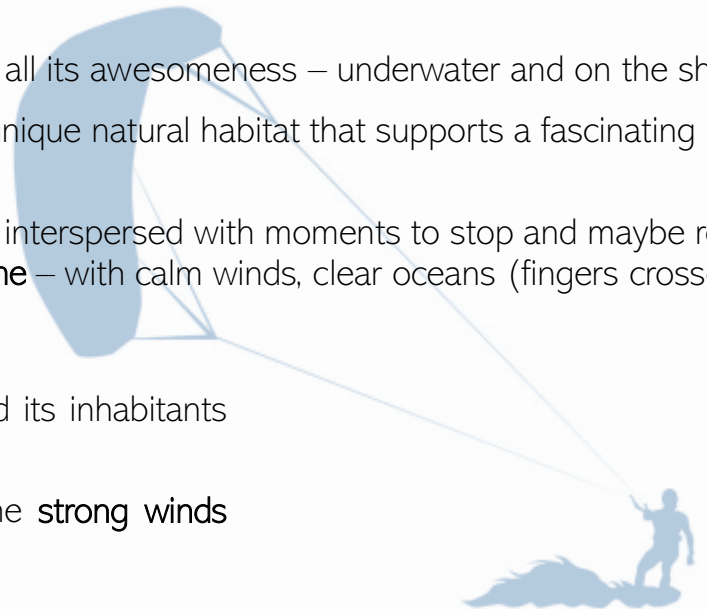 all its awesomeness – underwater and on the sh
nique natural habitat that supports a fascinating
interspersed with moments to stop and maybe r
ne – with calm winds, clear oceans (fingers cross
d its inhabitants
ne strong winds